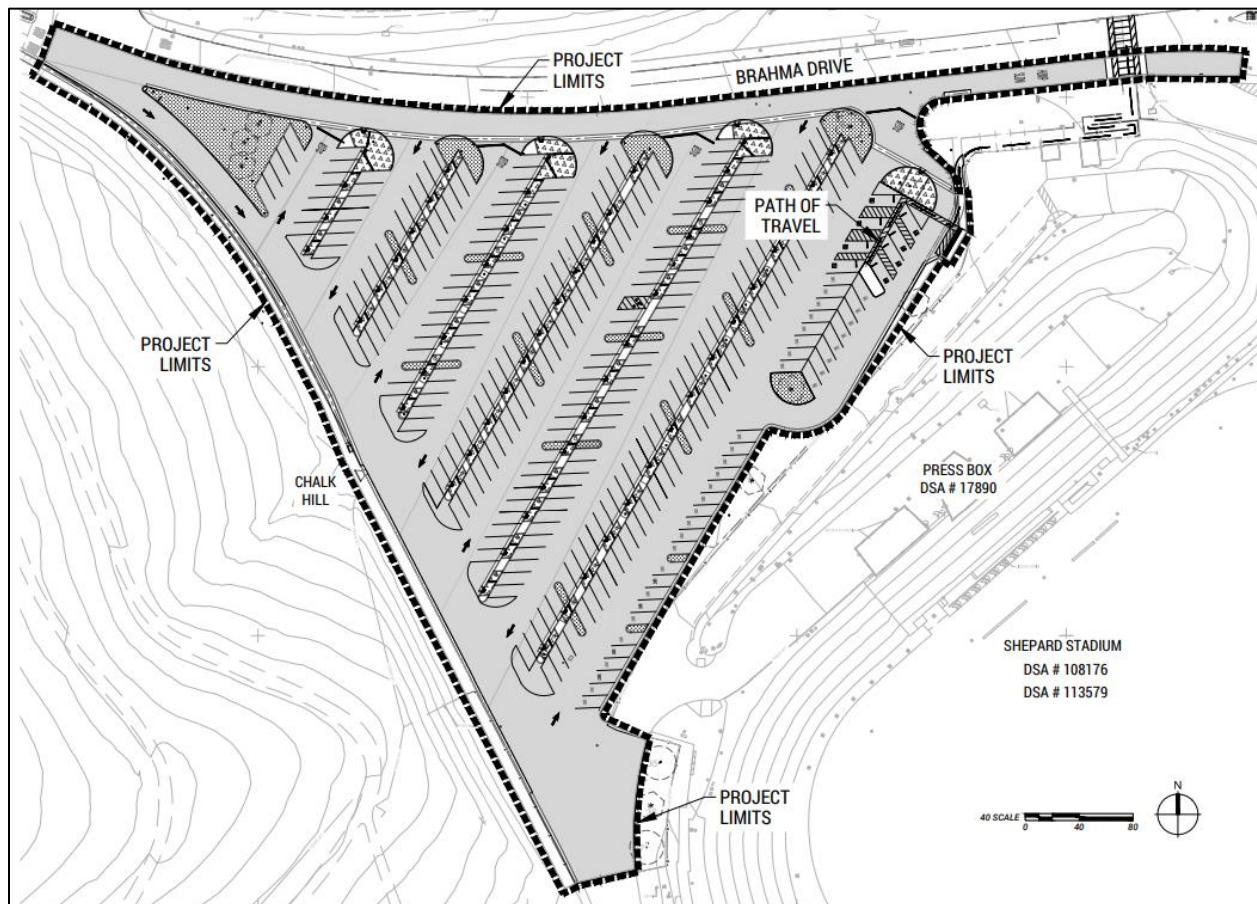 PROJECT
LIMITS
BRAHMA DRIVE
PATH OF
TRAVEL
PROJECT
LIMITS
PROJECT
LIMITS
CHALK
HILL
PRESS BOX
DSA # 17890
SHEPARD STADIUM
DSA # 108176
DSA # 113579
PROJECT
LIMITS
N
40 SCALE
0 40 80